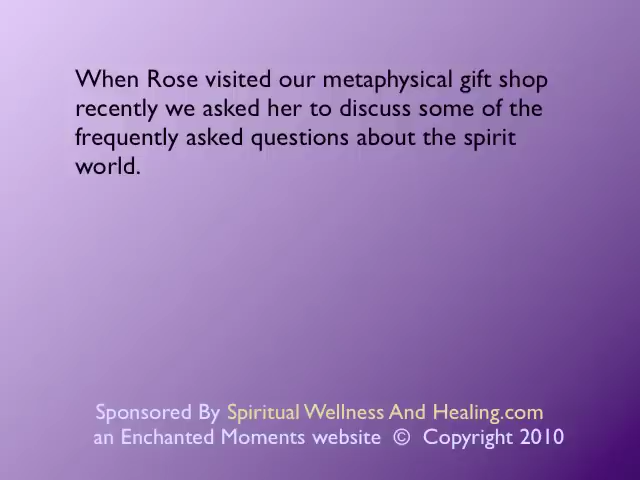 When Rose visited our metaphysical gift shop
recently we asked her to discuss some of the
frequently asked questions about the spirit
world.
Sponsored By Spiritual Wellness And Healing.com
an Enchanted Moments website © Copyright 2010